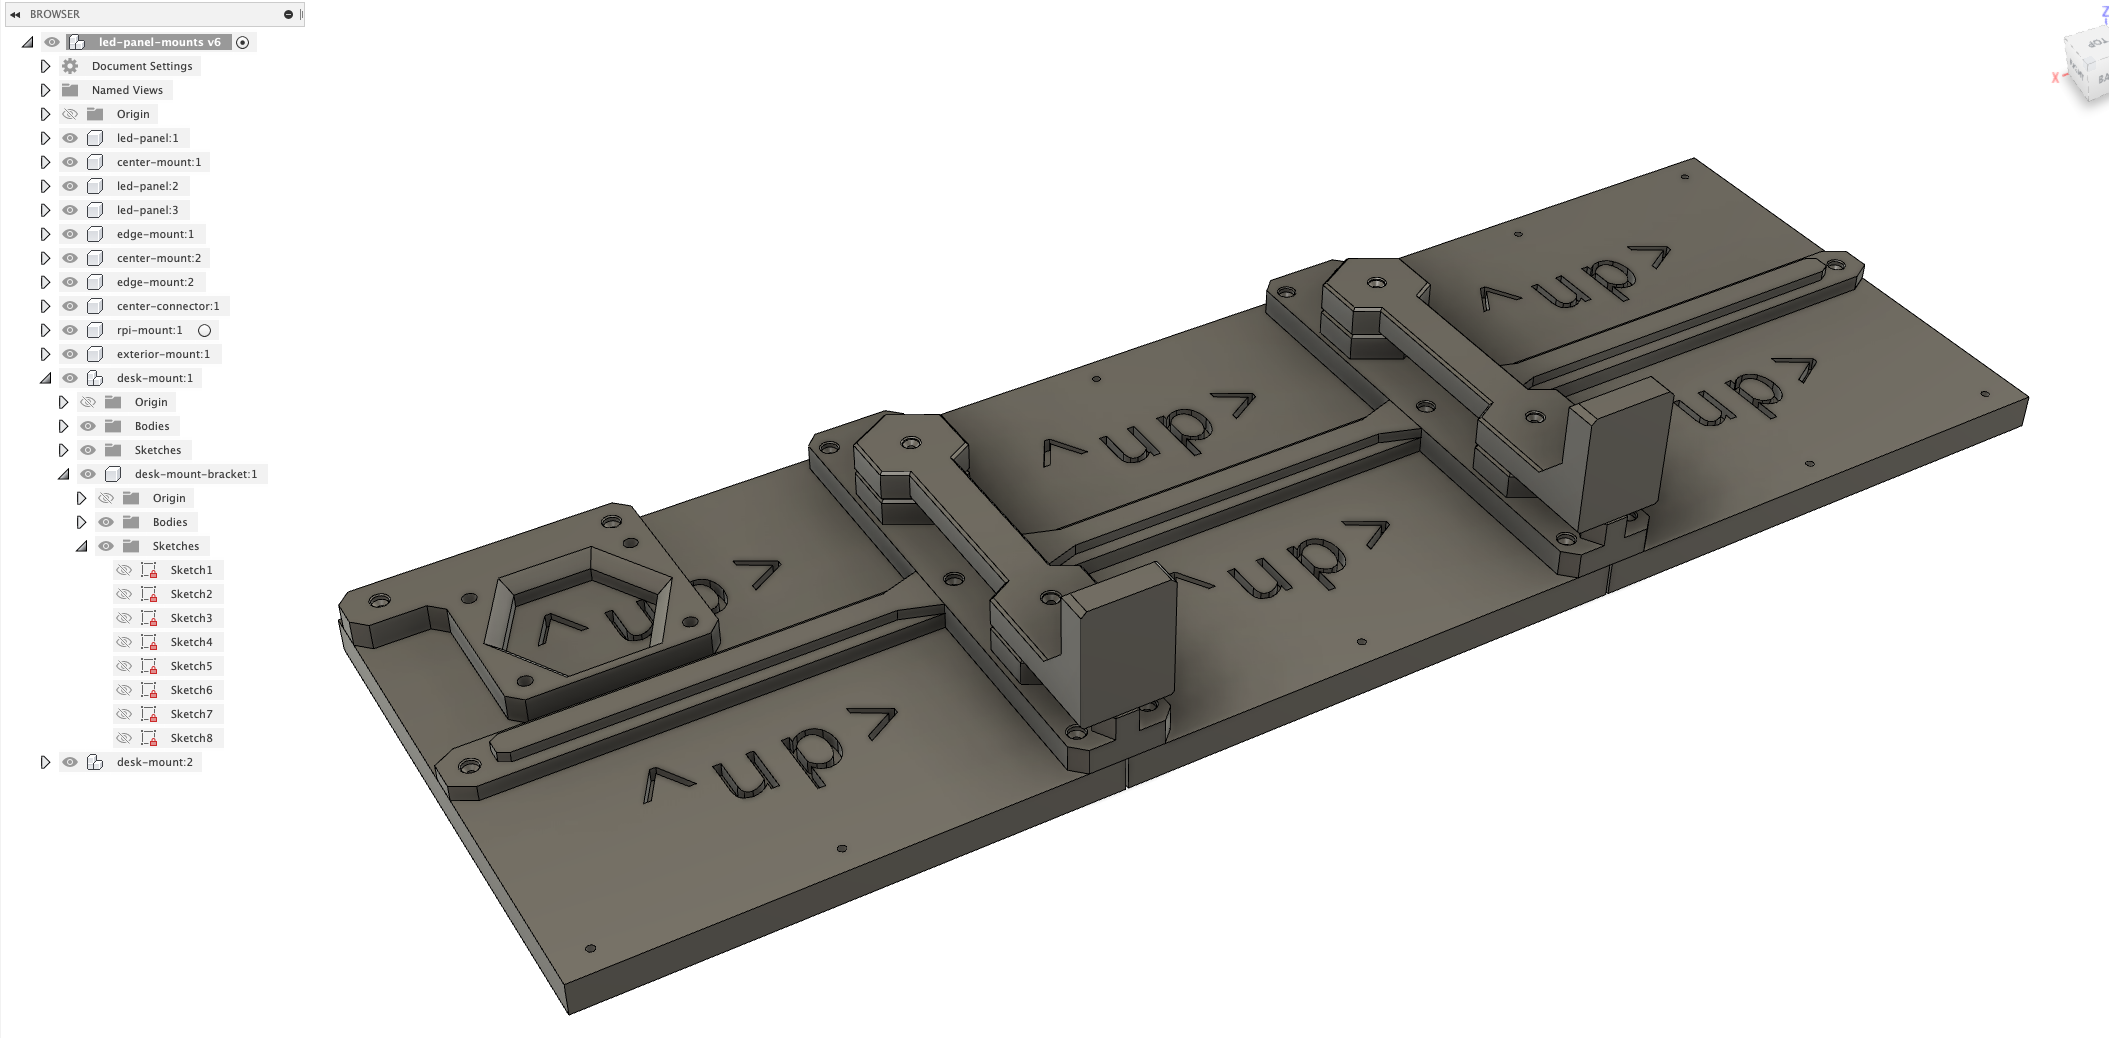 BROWSER
led-panel-mounts v6
Document Settings
Named Views
Origin
led-panel:1
center-mount:1
led-panel:2
led-panel:3
edge-mount:1
center-mount:2
edge-mount:2
center-connector:1
rpi-mount:1
exterior-mount:1
desk-mount:1
Origin
Bodies
Sketches
desk-mount-bracket:1
Origin
Bodies
Sketches
Sketch1
Sketch2
Sketch3
Sketch4
Sketch5
Sketch6
Sketch7
Sketch8
desk-mount:2
Z
TOP
X
^ up ^
^ up ^
^ up ^
^ up ^
up ^
^ up ^